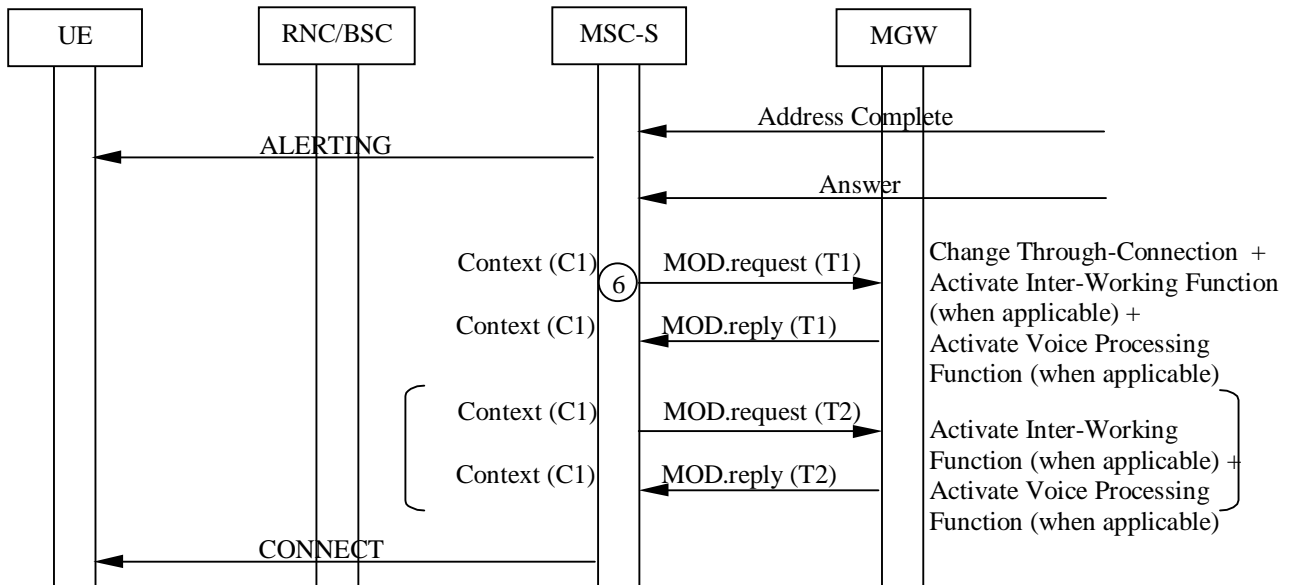 UE
RNC/BSC
MSC-S
MGW
Address Complete
ALERTING
Answer
Context (C1)
6
MOD.request (T1)
Change Through-Connection +
Activate Inter-Working Function
(when applicable) +
Activate Voice Processing
Function (when applicable)
Context (C1)
MOD.reply (T1)
Context (C1)
MOD.request (T2)
Activate Inter-Working
Function (when applicable) +
Activate Voice Processing
Function (when applicable)
Context (C1)
MOD.reply (T2)
CONNECT